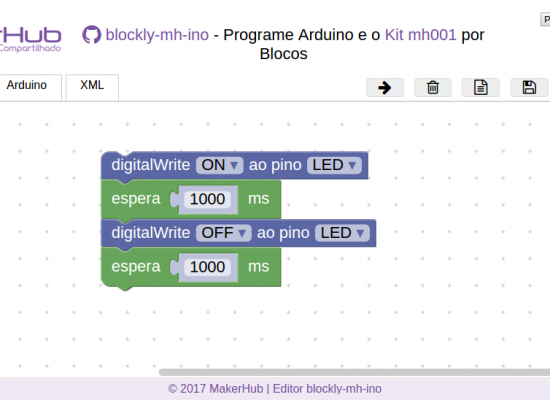 rHub
Compartilhado
blockly-mh-ino - Programe Arduino e o Kit mh001 por
Blocos
P
Arduino
XML
digitalWrite ON ▾ ao pino LED ▾
espera 1000 ms
digitalWrite OFF ▾ ao pino LED ▾
espera 1000 ms
© 2017 MakerHub | Editor blockly-mh-ino